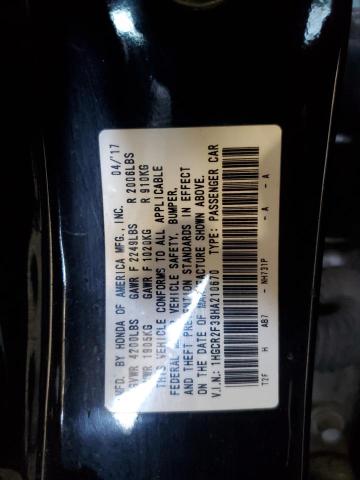 MFD. BY HONDA OF AMERICA MFG., INC. 04/'17
GVWR 4200LBS GAWR F 2249LBS R 2006LBS
GVWR 1905KG GAWR F 1020KG R 910KG
THIS VEHICLE CONFORMS TO ALL APPLICABLE
FEDERAL MOTOR VEHICLE SAFETY, BUMPER,
AND THEFT PREVENTION STANDARDS IN EFFECT
ON THE DATE OF MANUFACTURE SHOWN ABOVE.
V.I.N.: 1HGCR2F39HA210670 TYPE: PASSENGER CAR
T2F H AB7 - NH731P - A - A